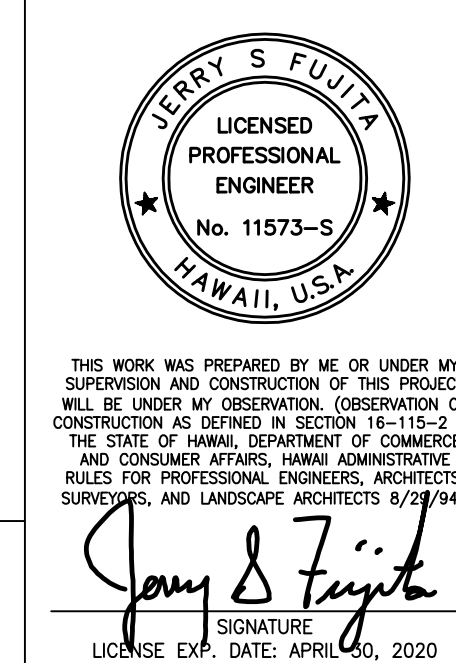 JERRY S FUJITA
LICENSED
PROFESSIONAL
ENGINEER
No. 11573-S
HAWAII, U.S.A.
THIS WORK WAS PREPARED BY ME OR UNDER MY
SUPERVISION AND CONSTRUCTION OF THIS PROJEC
WILL BE UNDER MY OBSERVATION. (OBSERVATION O
CONSTRUCTION AS DEFINED IN SECTION 16-115-2
THE STATE OF HAWAII, DEPARTMENT OF COMMERCE
AND CONSUMER AFFAIRS, HAWAII ADMINISTRATIVE
RULES FOR PROFESSIONAL ENGINEERS, ARCHITECTS
SURVEYORS, AND LANDSCAPE ARCHITECTS 8/29/94
Jerry S Fujita
SIGNATURE
LICENSE EXP. DATE: APRIL 30, 2020